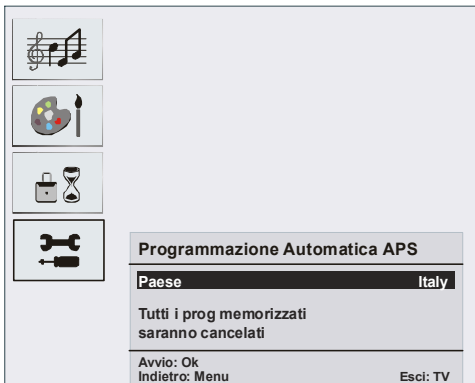 Programmazione Automatica APS
Paese Italy
Tutti i prog memorizzati
saranno cancelati
Avvio: Ok
Indietro: Menu Esci: TV